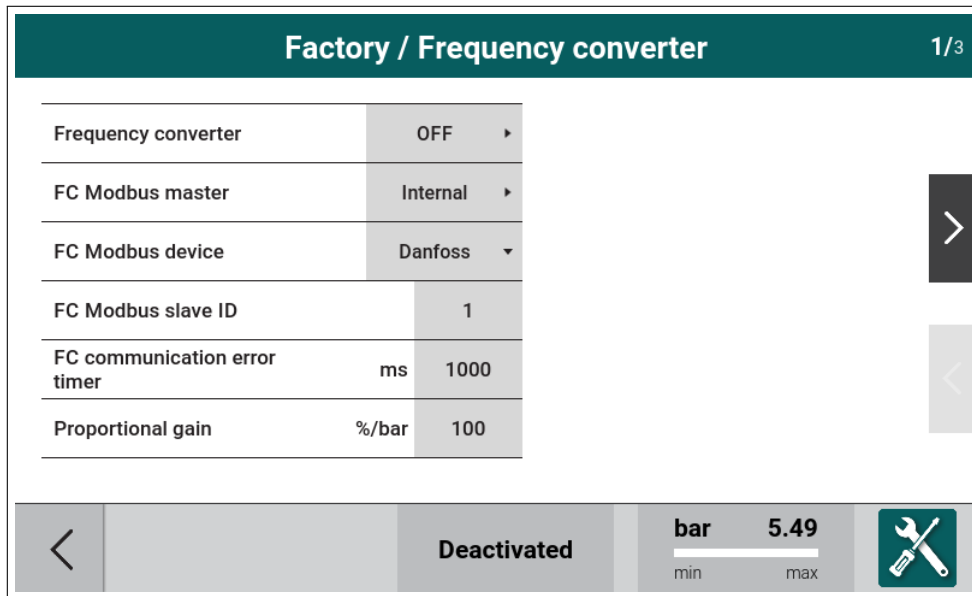 Factory / Frequency converter
1/3
Frequency converter OFF
FC Modbus master Internal
FC Modbus device Danfoss
FC Modbus slave ID 1
FC communication error
timer ms 1000
Proportional gain %/bar 100
Deactivated
bar 5.49
min max